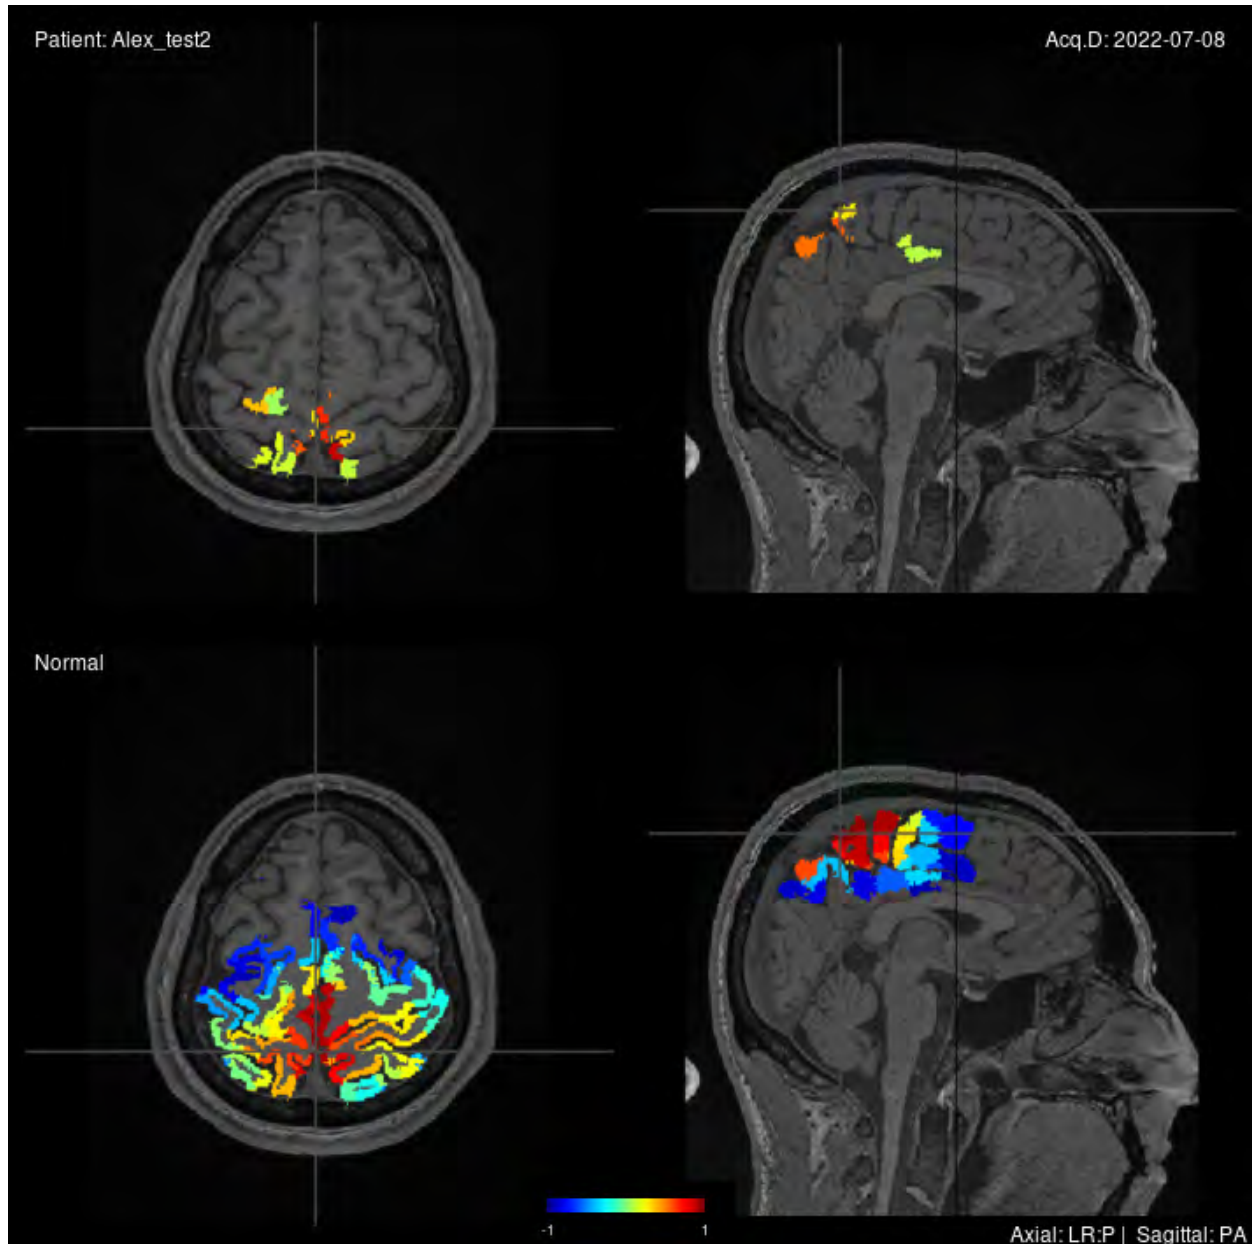 Patient: Alex_test2
Acq.D: 2022-07-08
Normal
-1
1
Axial: LR:P | Sagittal: PA